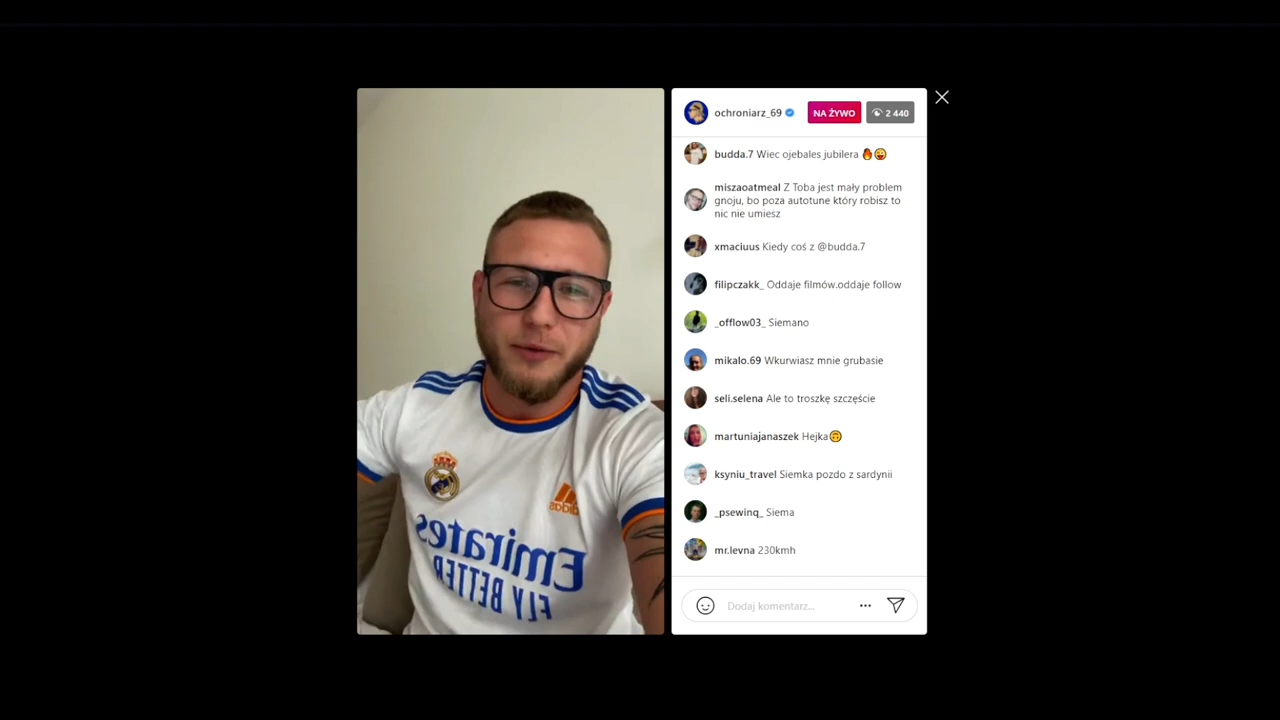 ochroniarz_69 NA ŻYWO 2 440
budda.7 Wiec ojebales jubilera 🔥😜
miszaoatmeal Z Toba jest mały problem
gnoju, bo poza autotune który robisz to
nic nie umiesz
xmaciuus Kiedy coś z @budda.7
filipczakk_ Oddaje filmów.oddaje follow
_offlow03_ Siemano
mikalo.69 Wkurwiasz mnie grubasie
seli.selena Ale to troszkę szczęście
martuniajanaszek Hejka🙃
ksyniu_travel Siemka pozdo z sardynii
_psewinq_ Siema
mr.levna 230kmh
Dodaj komentarz...
adidas
Emirates
FLY BETTER